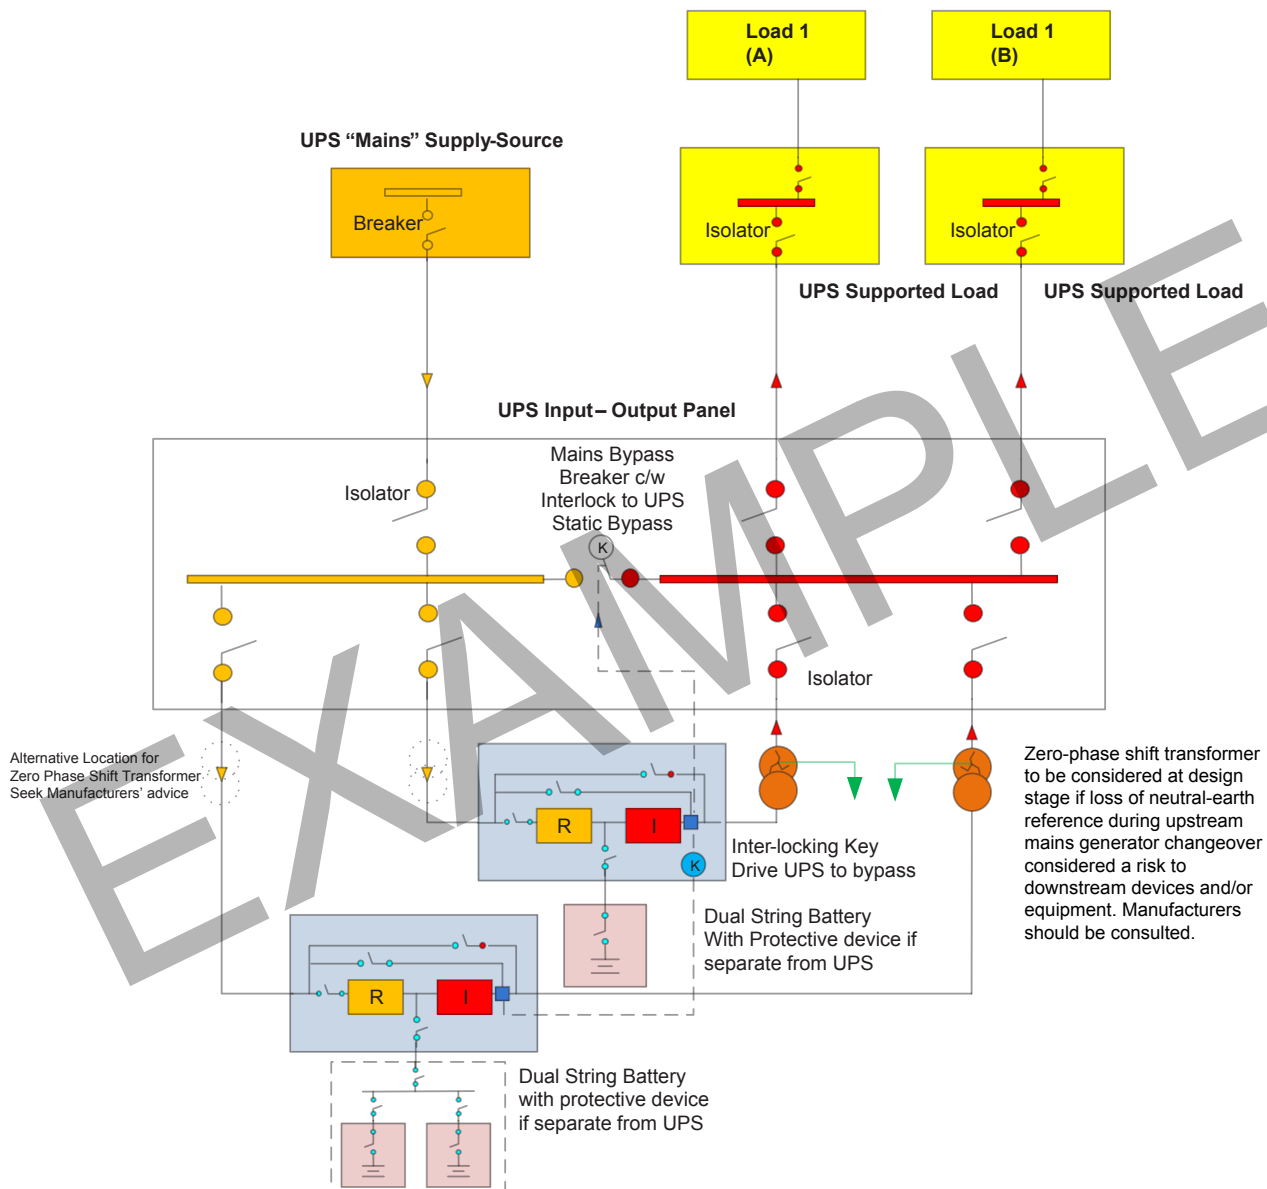 Load 1
(A)
Load 1
(B)
UPS “Mains” Supply-Source
Breaker
Isolator
Isolator
UPS Supported Load
UPS Supported Load
UPS Input – Output Panel
Mains Bypass
Breaker c/w
Interlock to UPS
Static Bypass
K
Isolator
Isolator
Alternative Location for
Zero Phase Shift Transformer
Seek Manufacturers’ advice
R
I
K
Inter-locking Key
Drive UPS to bypass
Zero-phase shift transformer
to be considered at design
stage if loss of neutral-earth
reference during upstream
mains generator changeover
considered a risk to
downstream devices and/or
equipment. Manufacturers
should be consulted.
Dual String Battery
With Protective device if
separate from UPS
R
I
Dual String Battery
with protective device
if separate from UPS
EXAMPLE